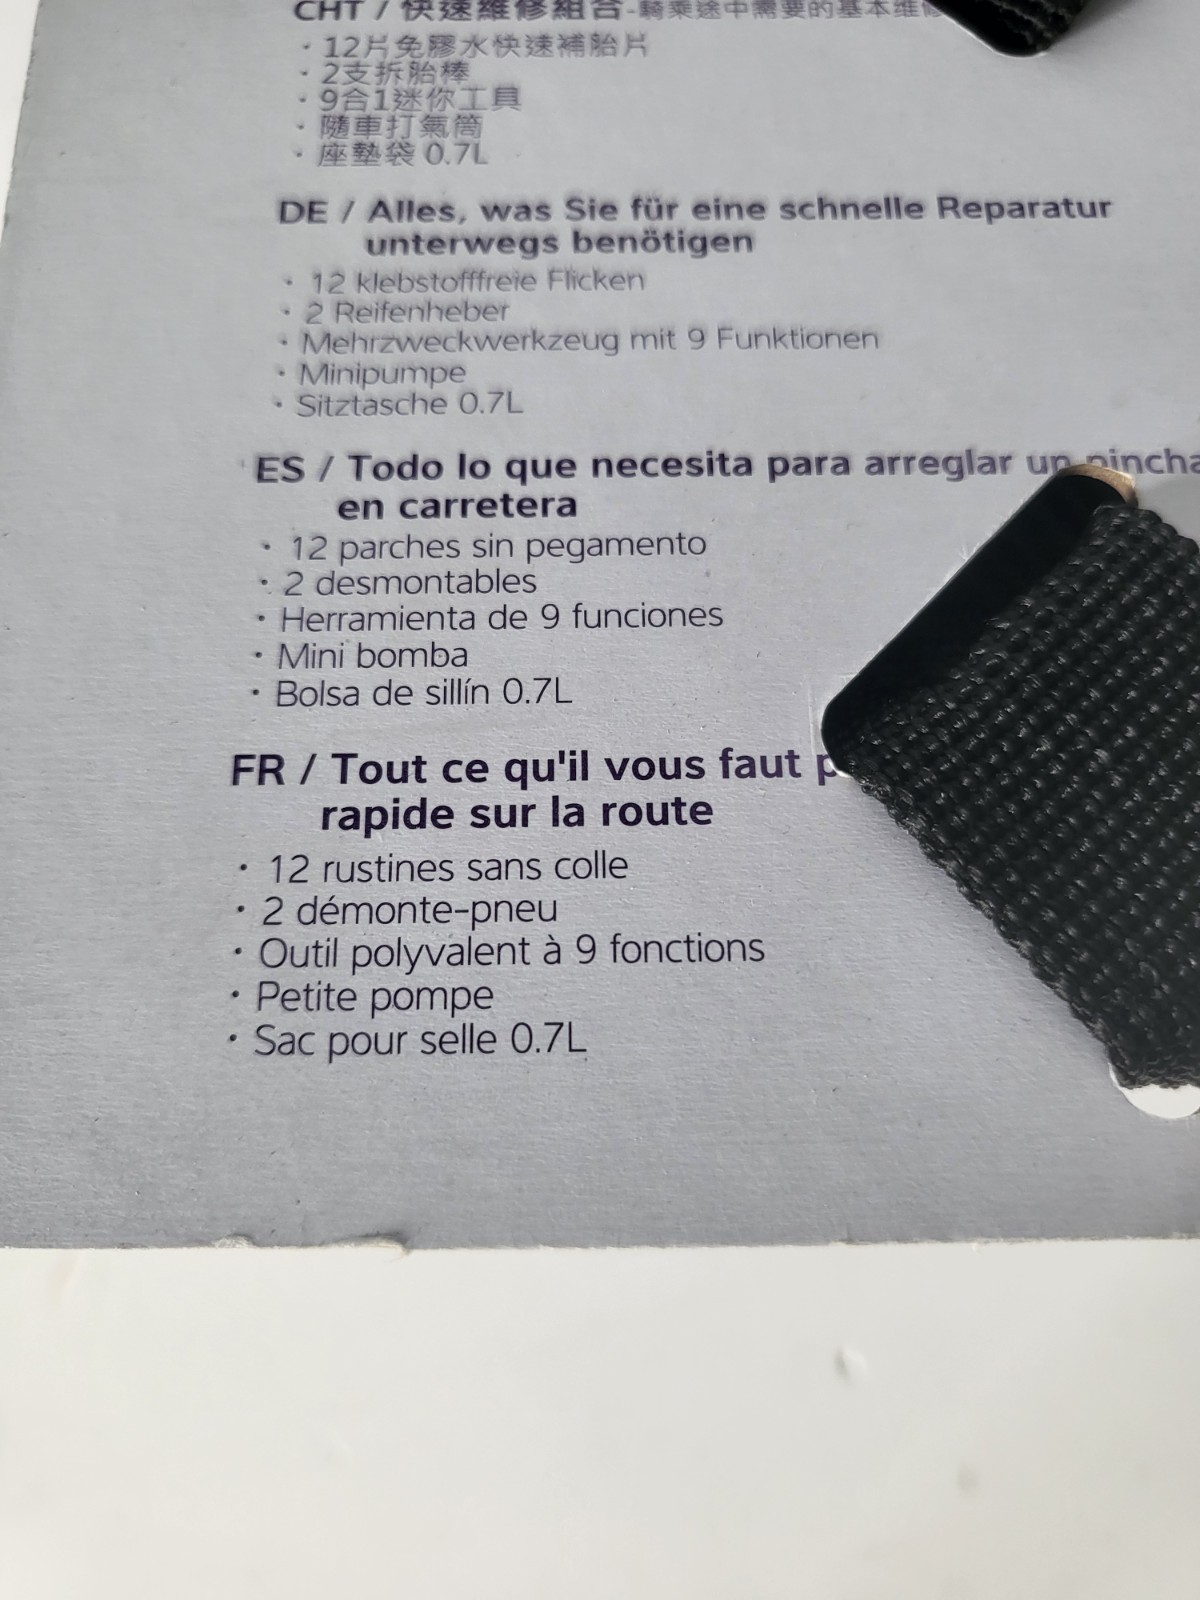 CHT / 快速維修組合-騎乘途中需要的基本維修
· 12片免膠水快速補胎片
· 2支拆胎棒
· 9合1迷你工具
· 隨車打氣筒
· 座墊袋 0.7L
DE / Alles, was Sie für eine schnelle Reparatur
unterwegs benötigen
· 12 klebstofffreie Flicken
· 2 Reifenheber
· Mehrzweckwerkzeug mit 9 Funktionen
· Minipumpe
· Sitztasche 0.7L
ES / Todo lo que necesita para arreglar un pincha
en carretera
· 12 parches sin pegamento
· 2 desmontables
· Herramienta de 9 funciones
· Mini bomba
· Bolsa de sillín 0.7L
FR / Tout ce qu'il vous faut p
rapide sur la route
· 12 rustines sans colle
· 2 démonte-pneu
· Outil polyvalent à 9 fonctions
· Petite pompe
· Sac pour selle 0.7L